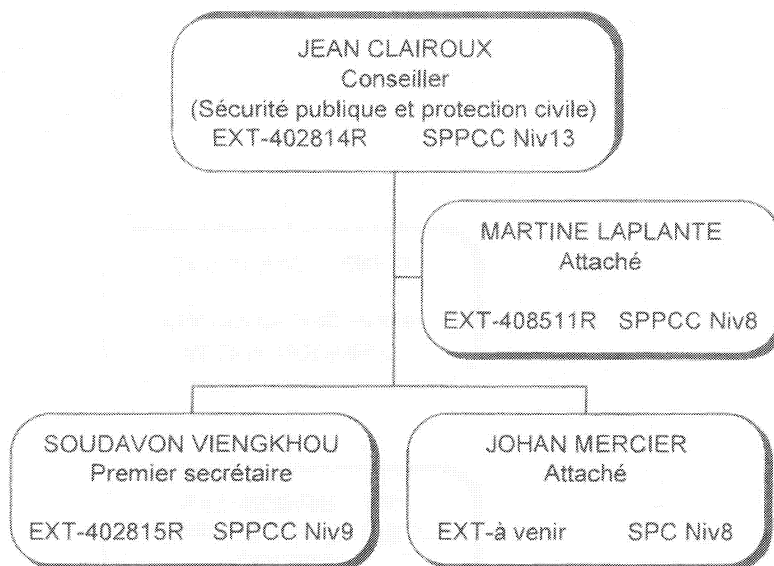 JEAN CLAIROUX
Conseiller
(Sécurité publique et protection civile)
EXT-402814R SPPCC Niv13
MARTINE LAPLANTE
Attaché
EXT-408511R SPPCC Niv8
SOUDAVON VIENGKHOU
Premier secrétaire
EXT-402815R SPPCC Niv9
JOHAN MERCIER
Attaché
EXT-à venir SPC Niv8